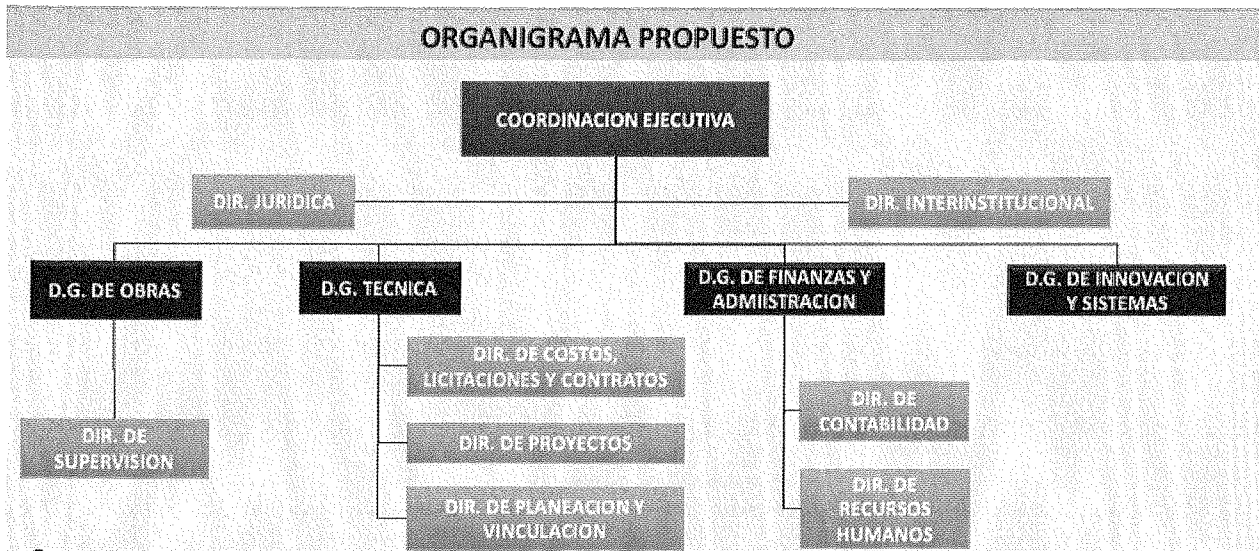 ORGANIGRAMA PROPUESTO
COORDINACION EJECUTIVA
DIR. JURIDICA
DIR. INTERINSTITUCIONAL
D.G. DE OBRAS
D.G. TECNICA
D.G. DE FINANZAS Y
ADMIISTRACION
D.G. DE INNOVACION
Y SISTEMAS
DIR. DE
SUPERVISION
DIR. DE COSTOS,
LICITACIONES Y CONTRATOS
DIR. DE PROYECTOS
DIR. DE PLANEACION Y
VINCULACION
DIR. DE
CONTABILIDAD
DIR. DE
RECURSOS
HUMANOS